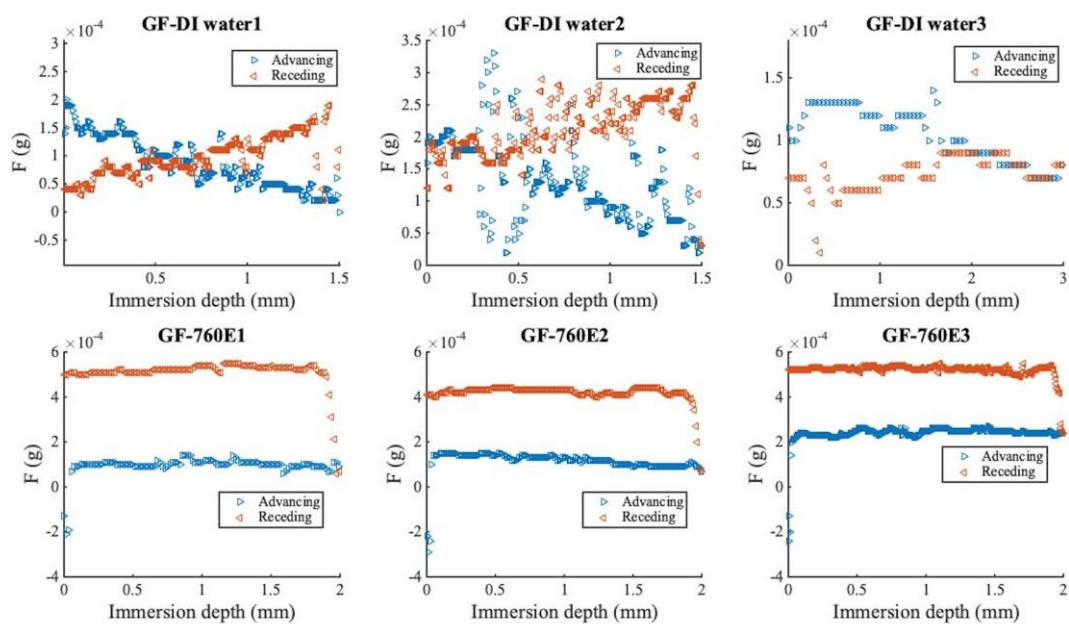 GF-DI water1
×10⁻⁴
3
2.5
2
1.5
1
0.5
0
-0.5
F (g)
Advancing
Receding
0.5
1
1.5
Immersion depth (mm)
GF-DI water2
×10⁻⁴
3.5
3
2.5
2
1.5
1
0.5
0
F (g)
Advancing
Receding
0
0.5
1
1.5
Immersion depth (mm)
GF-DI water3
×10⁻⁴
1.5
1
0.5
0
F (g)
Advancing
Receding
0
1
2
3
Immersion depth (mm)
GF-760E1
×10⁻⁴
6
4
2
0
-2
-4
F (g)
Advancing
Receding
0
0.5
1
1.5
2
Immersion depth (mm)
GF-760E2
×10⁻⁴
6
4
2
0
-2
-4
F (g)
Advancing
Receding
0
0.5
1
1.5
2
Immersion depth (mm)
GF-760E3
×10⁻⁴
6
4
2
0
-2
-4
F (g)
Advancing
Receding
0
0.5
1
1.5
2
Immersion depth (mm)